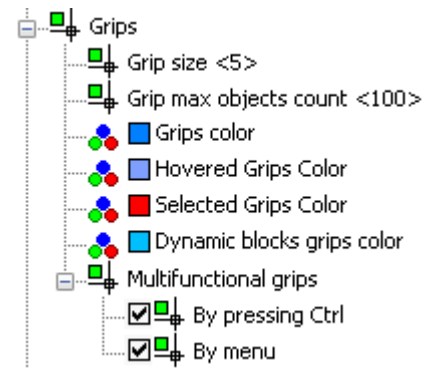 Grips
Grip size <5>
Grip max objects count <100>
Grips color
Hovered Grips Color
Selected Grips Color
Dynamic blocks grips color
Multifunctional grips
By pressing Ctrl
By menu